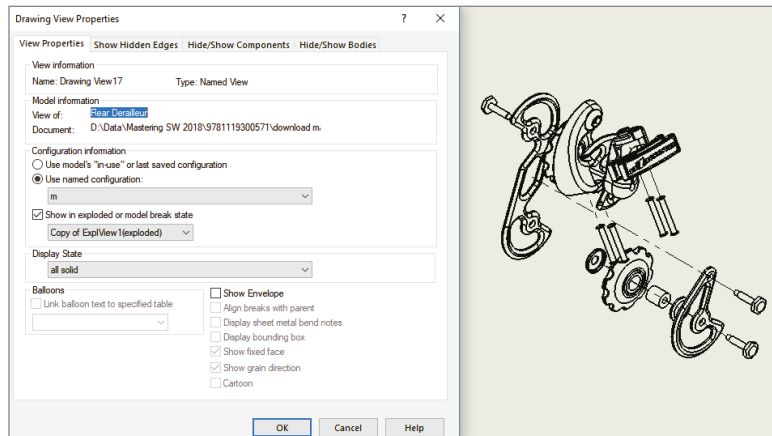 Drawing View Properties
View Properties Show Hidden Edges Hide/Show Components Hide/Show Bodies
View information
Name: Drawing View17 Type: Named View
Model information
View of: Rear Derailleur
Document: D:\Data\Mastering SW 2018\9781119300571\download m
Configuration information
Use model's "in-use" or last saved configuration
Use named configuration:
m
Show in exploded or model break state
Copy of ExplView1(exploded)
Display State
all solid
Balloons
Link balloon text to specified table
Show Envelope
Align breaks with parent
Display sheet metal bend notes
Display bounding box
Show fixed face
Show grain direction
Cartoon
OK Cancel Help